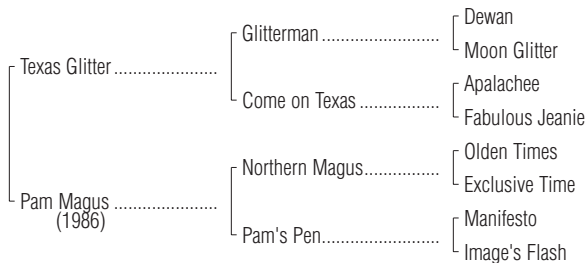 Dewan
Glitterman ........................................
Moon Glitter
Texas Glitter ........................
Apalachee
Come on Texas ..................
Fabulous Jeanie
Olden Times
Northern Magus.................
Exclusive Time
Pam Magus ........................
(1986)
Manifesto
Pam's Pen...........................
Image's Flash